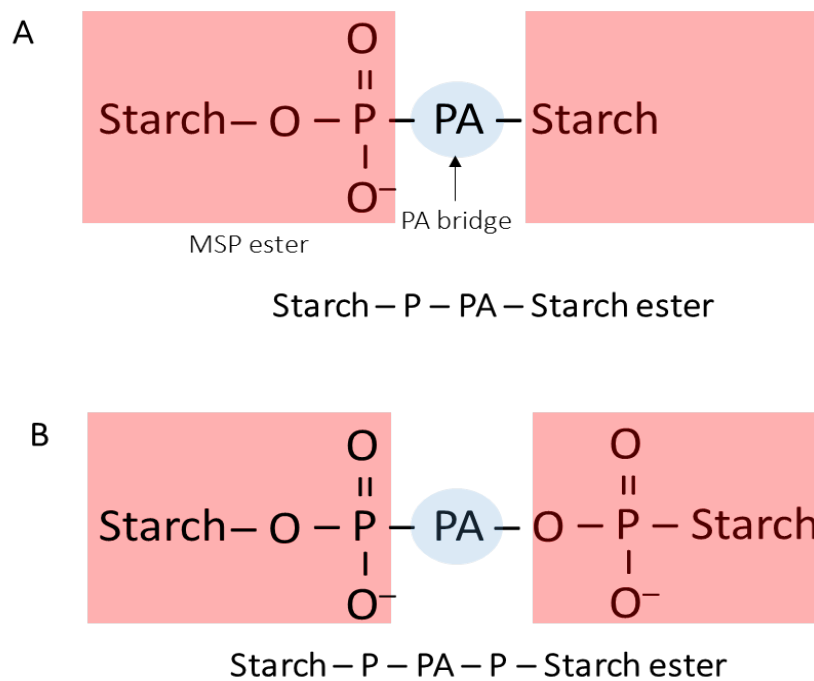 A
O
=
Starch – O – P – PA – Starch
O⁻
PA bridge
MSP ester
Starch – P – PA – Starch ester
B
O O
= =
Starch – O – P – PA – O – P – Starch
O⁻ O⁻
Starch – P – PA – P – Starch ester